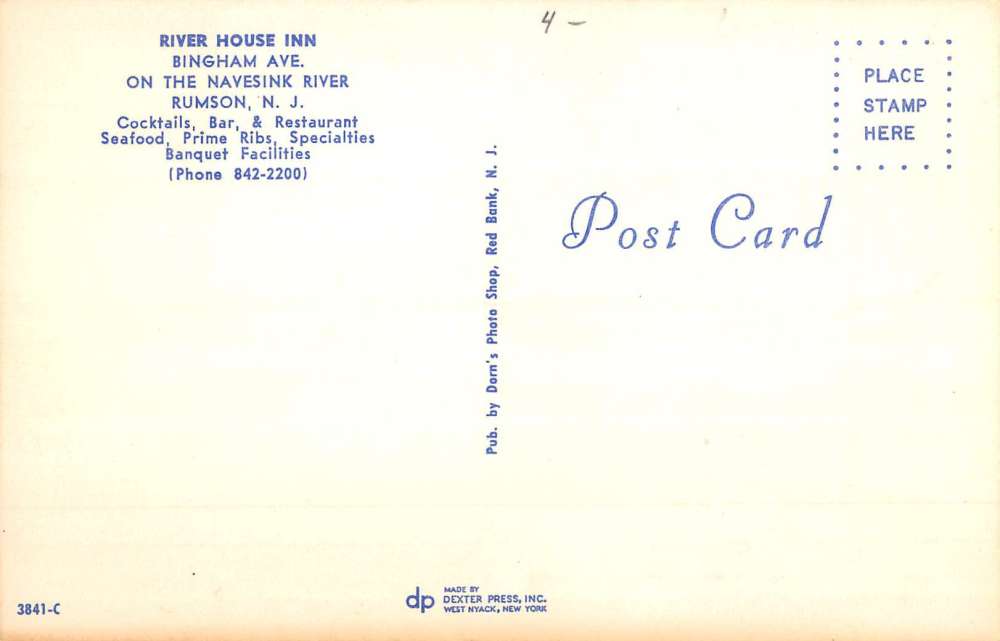 4 -
RIVER HOUSE INN
BINGHAM AVE.
ON THE NAVESINK RIVER
RUMSON, N. J.
Cocktails, Bar, & Restaurant
Seafood, Prime Ribs, Specialties
Banquet Facilities
(Phone 842-2200)
PLACE
STAMP
HERE
Post Card
Pub. by Dorn's Photo Shop, Red Bank, N. J.
3841-C
dp
MADE BY
DEXTER PRESS, INC.
WEST NYACK, NEW YORK